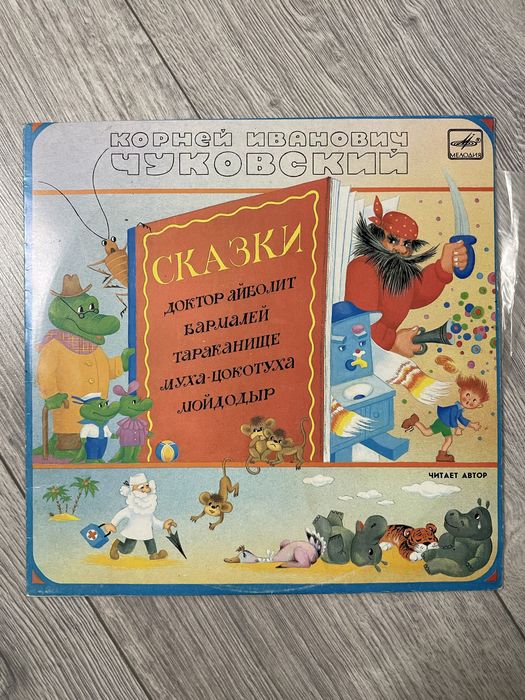 КОРНЕЙ ИВАНОВИЧ
ЧУКОВСКИЙ
МЕЛОДИЯ
СКАЗКИ
ДОКТОР АЙБОЛИТ
БАРМАЛЕЙ
ТАРАКАНИЩЕ
МУХА-ЦОКОТУХА
МОЙДОДЫР
ЧИТАЕТ АВТОР